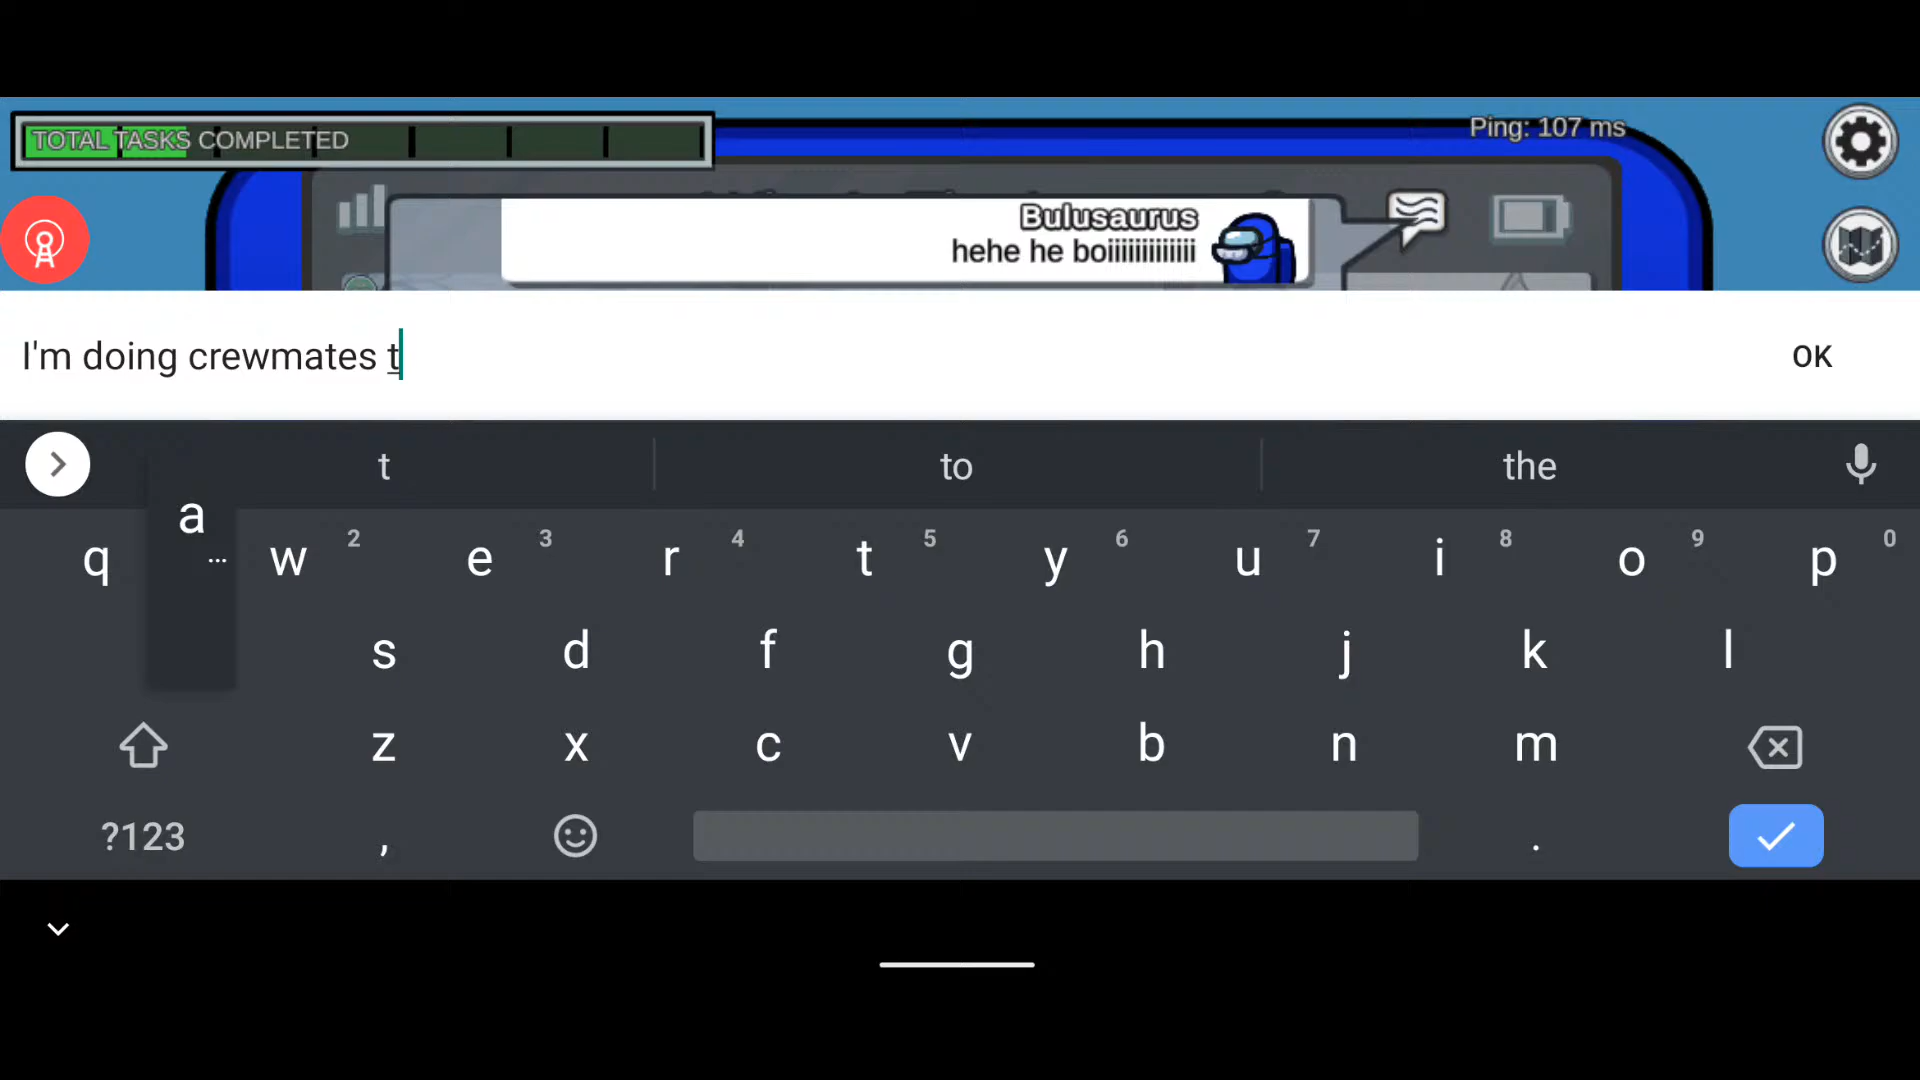 TOTAL TASKS COMPLETED
Ping: 107 ms
Bulusaurus
hehe he boiiiiiiiiiiiii
I'm doing crewmates t
OK
t to the
a
q w 2 e 3 r 4 t 5 y 6 u 7 i 8 o 9 p 0
...
s d f g h j k l
z x c v b n m
?123 , .